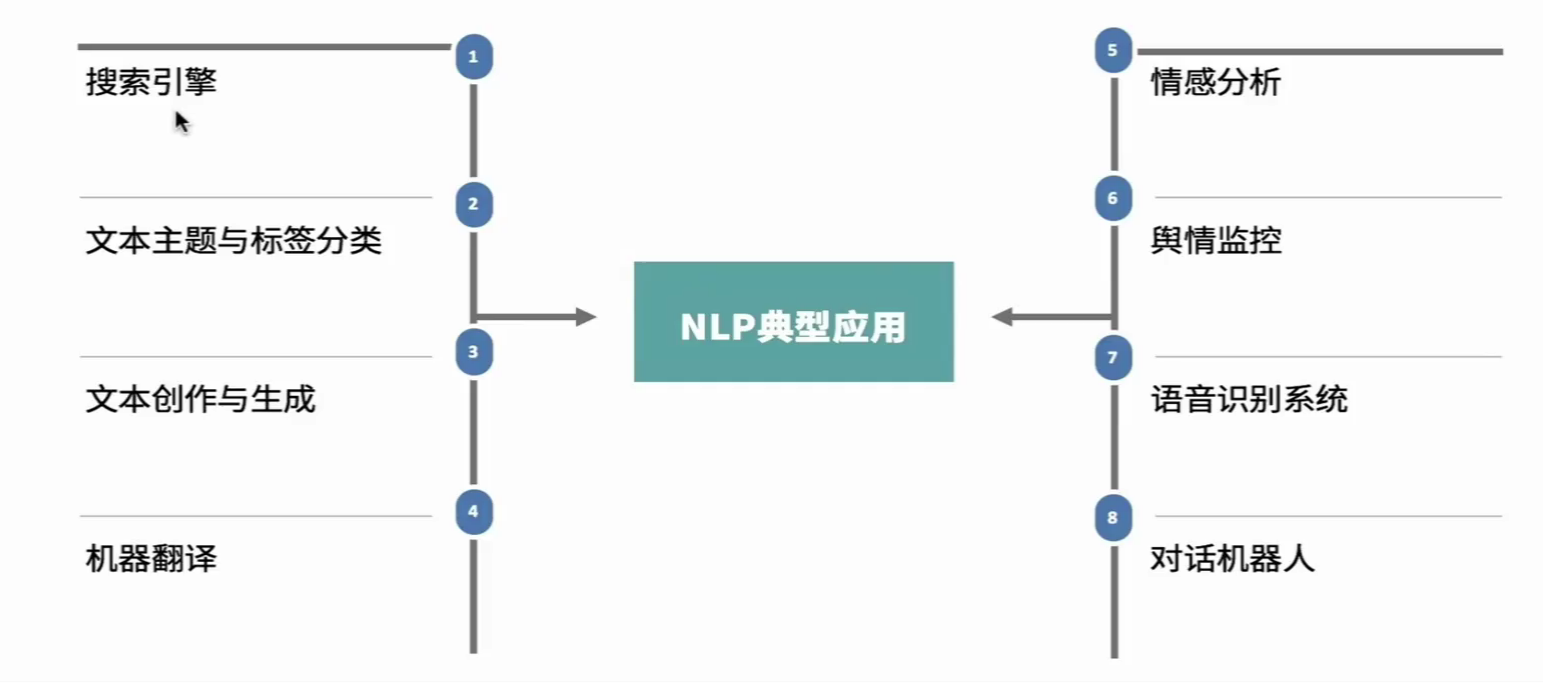 1
搜索引擎
2
文本主题与标签分类
3
文本创作与生成
4
机器翻译
NLP典型应用
5
情感分析
6
舆情监控
7
语音识别系统
8
对话机器人